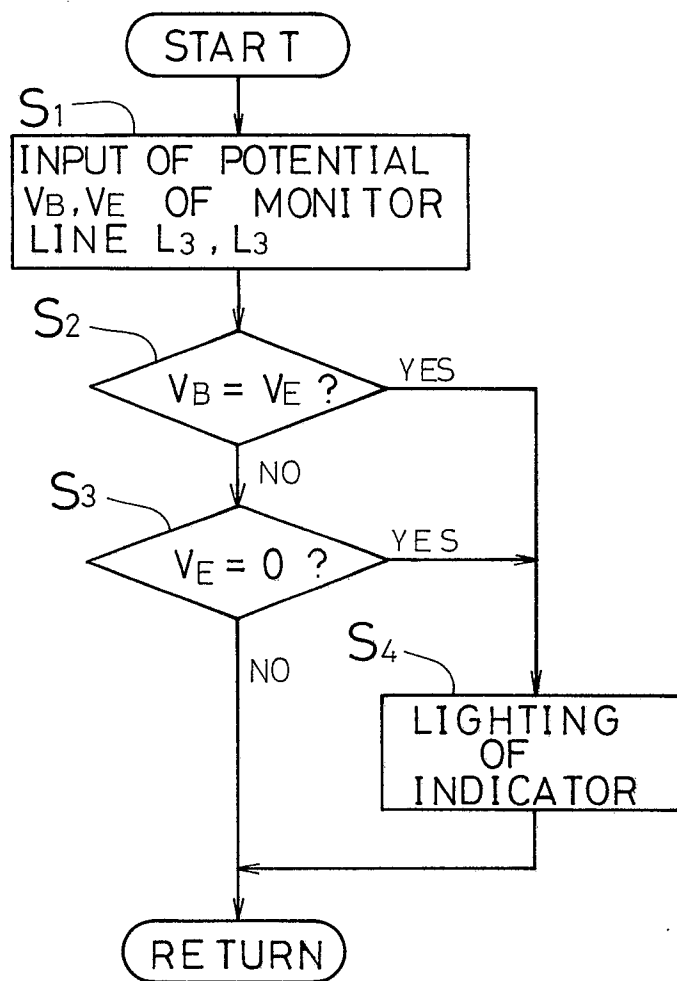 START
S1
INPUT OF POTENTIAL
VB, VE OF MONITOR
LINE L3, L3
S2
VB = VE ?
YES
NO
S3
VE = 0 ?
YES
NO
S4
LIGHTING
OF
INDICATOR
RETURN